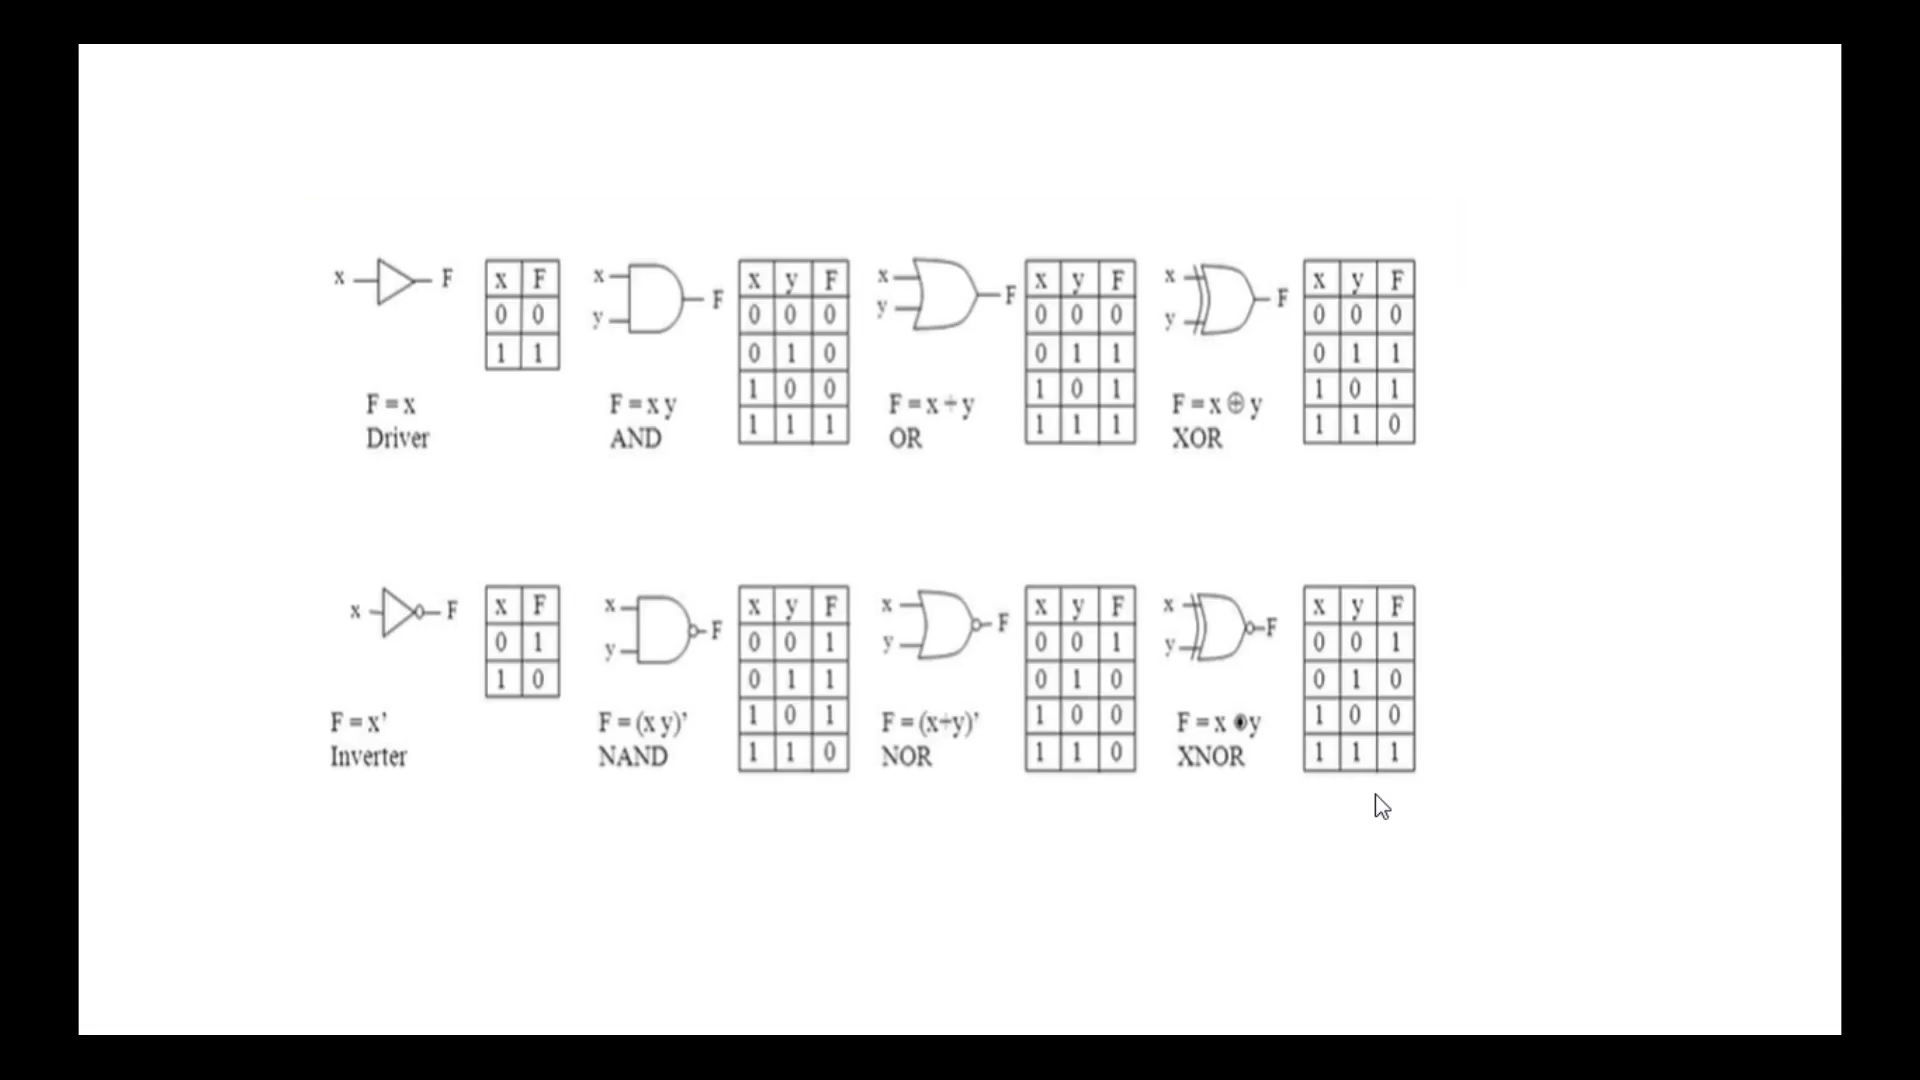 x F
x F
0 0
1 1
F = x
Driver
x
y
F
x y F
0 0 0
0 1 0
1 0 0
1 1 1
F = x y
AND
x
y
F
x y F
0 0 0
0 1 1
1 0 1
1 1 1
F = x + y
OR
x
y
F
x y F
0 0 0
0 1 1
1 0 1
1 1 0
F = x ⊕ y
XOR
x F
x F
0 1
1 0
F = x’
Inverter
x
y
F
x y F
0 0 1
0 1 1
1 0 1
1 1 0
F = (x y)’
NAND
x
y
F
x y F
0 0 1
0 1 0
1 0 0
1 1 0
F = (x+y)’
NOR
x
y
F
x y F
0 0 1
0 1 0
1 0 0
1 1 1
F = x ⊙ y
XNOR